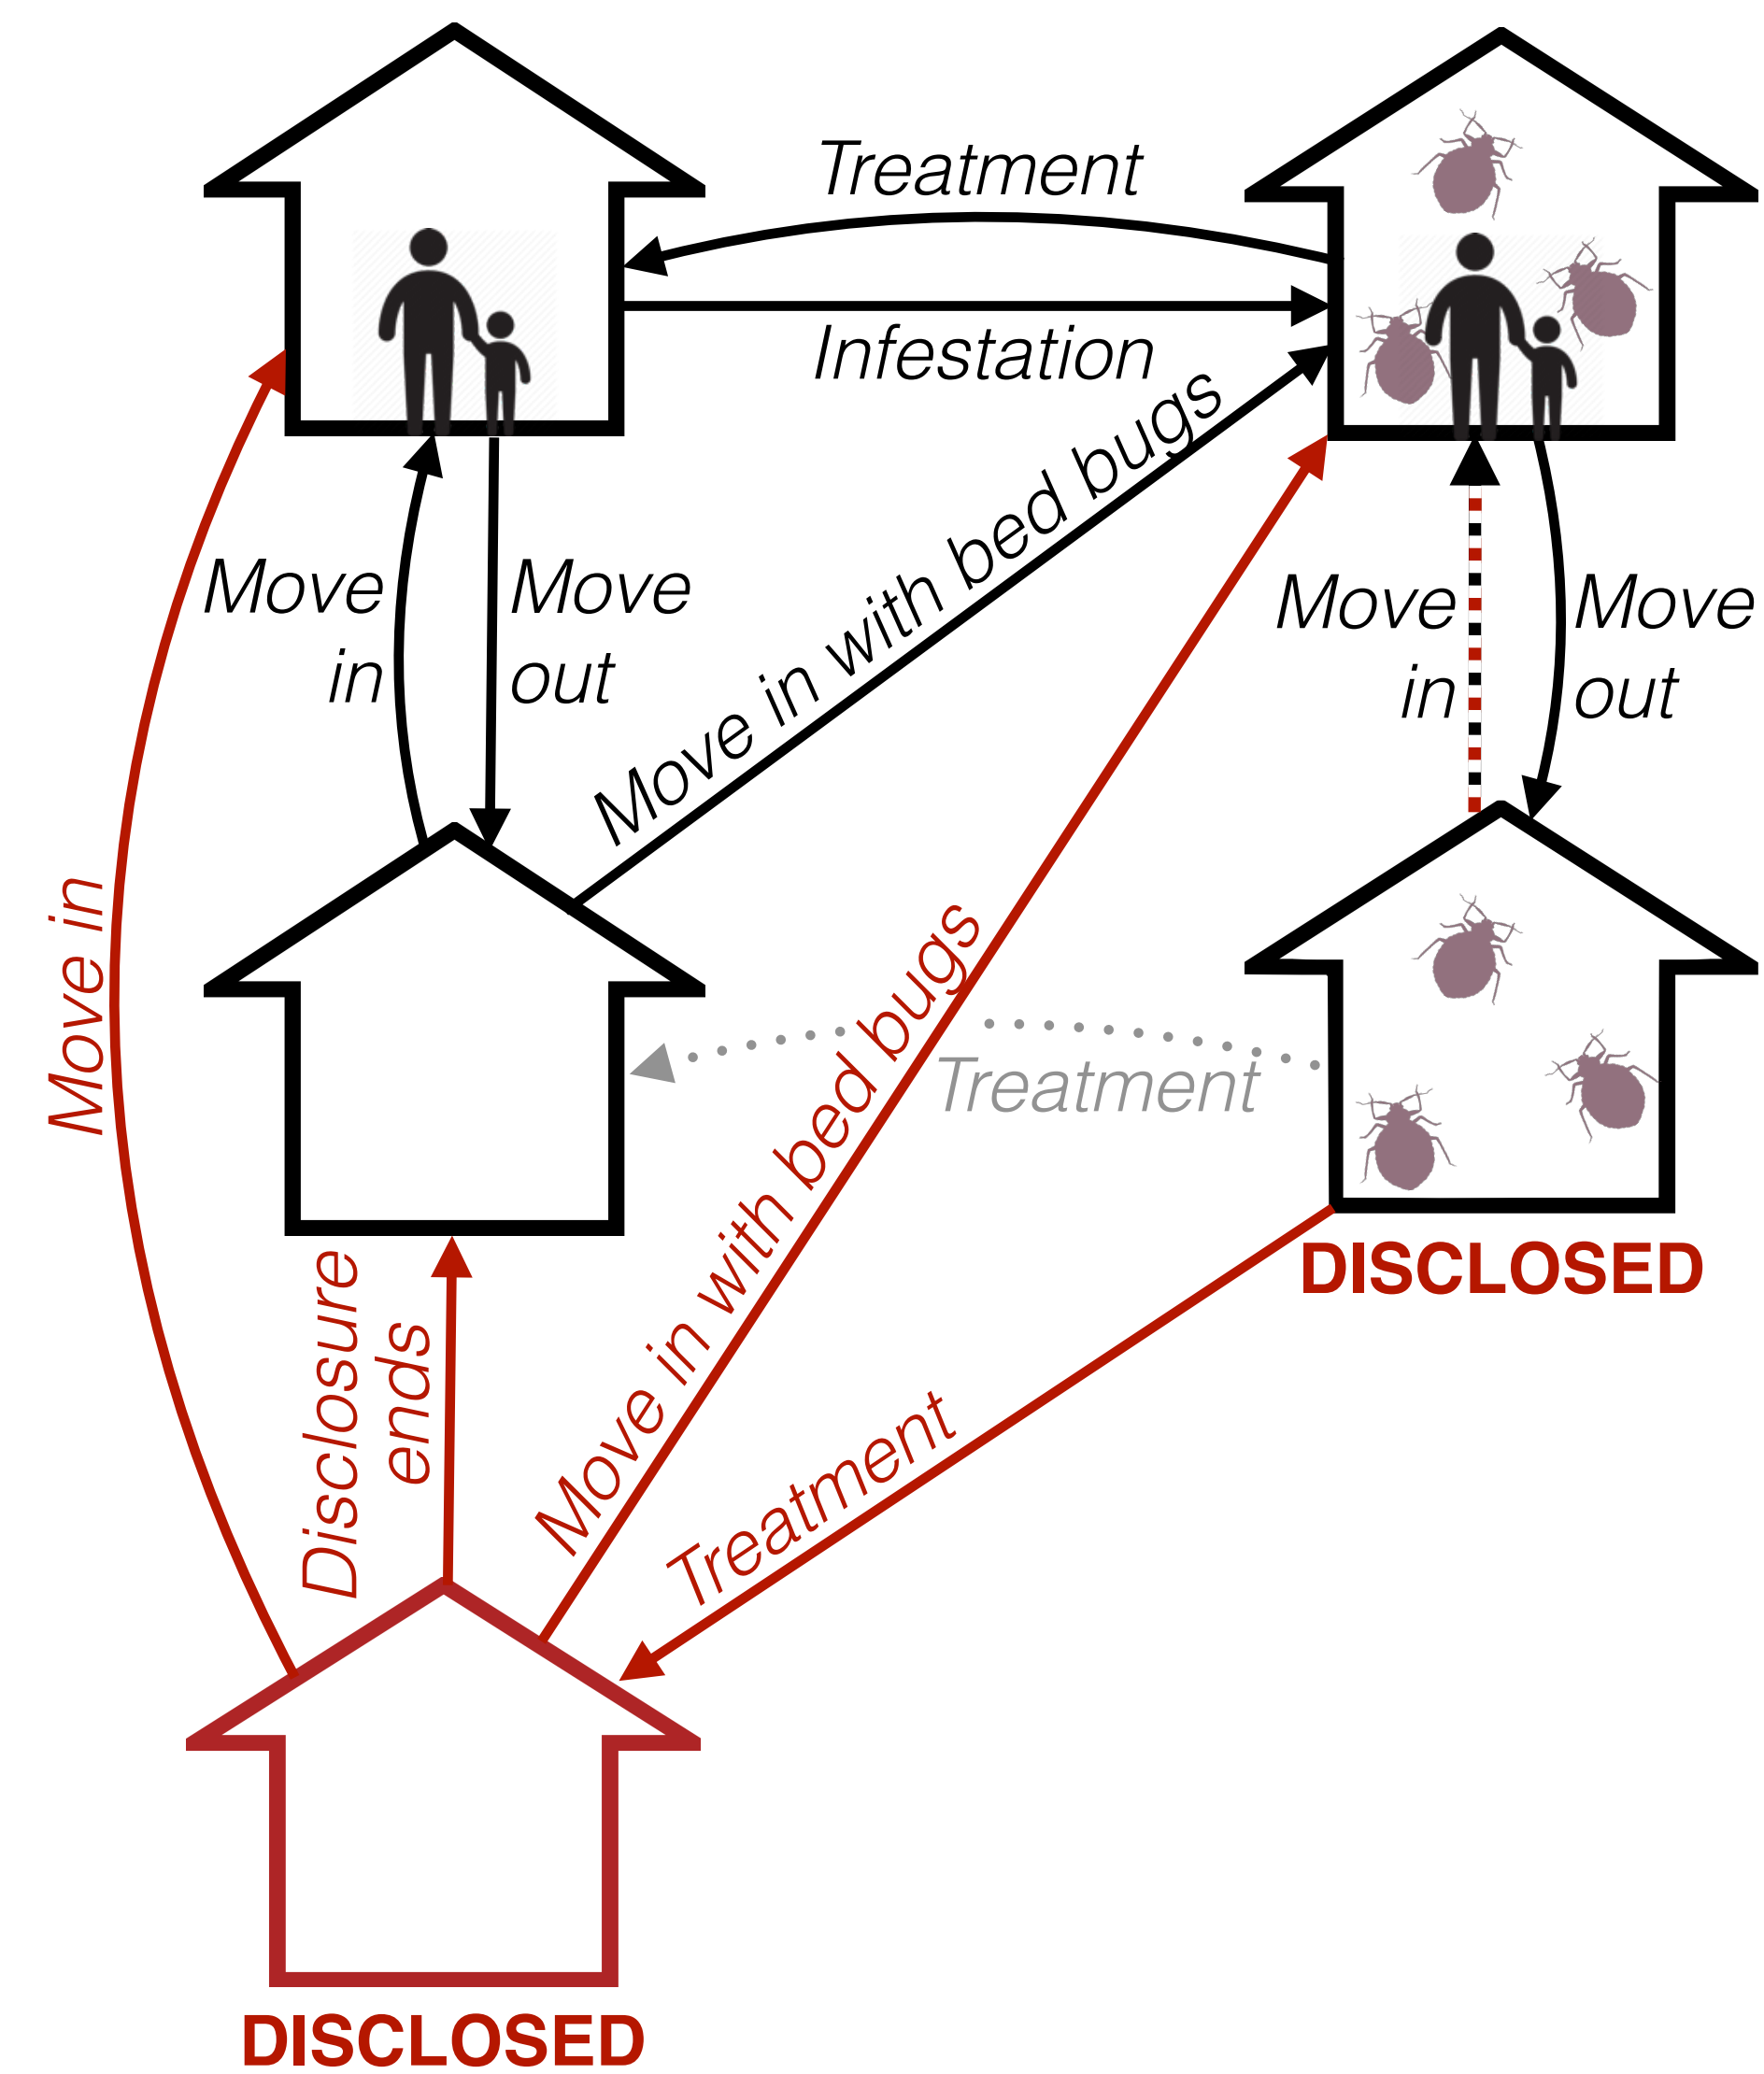 Treatment
Infestation
Move
in
Move
out
Move in with bed bugs
Move
in
Move
out
Move in
Move in with bed bugs
Treatment
DISCLOSED
Disclosure
ends
Treatment
DISCLOSED